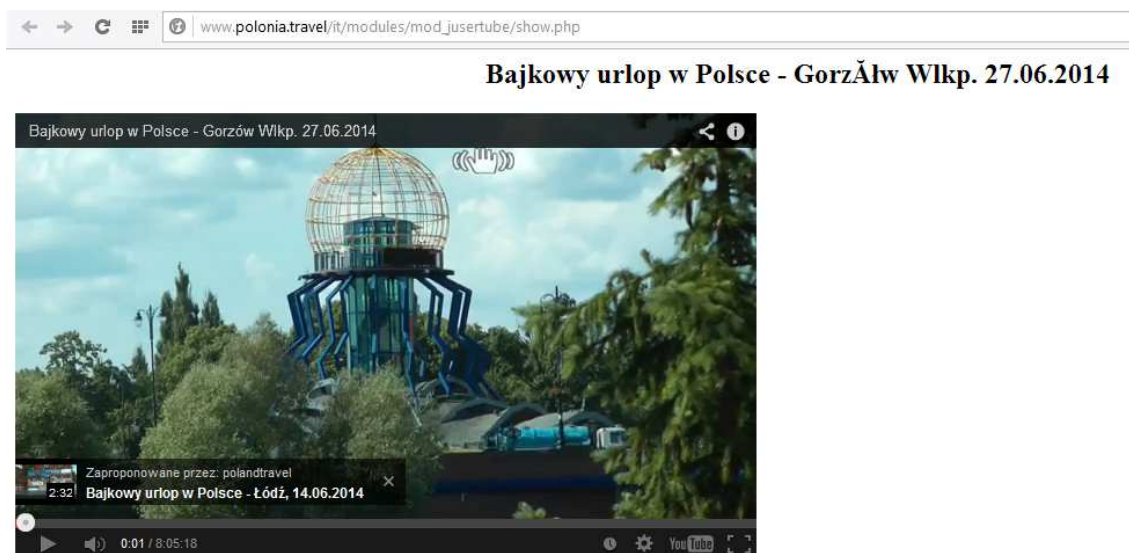 www.polonia.travel/it/modules/mod_jusertube/show.php
Bajkowy urlop w Polsce - GorzĂłw Wlkp. 27.06.2014
Bajkowy urlop w Polsce - Gorzów Wlkp. 27.06.2014
Zaproponowane przez: polandtravel
2:32 Bajkowy urlop w Polsce - Łódź, 14.06.2014
0:01 / 8:05:18
YouTube